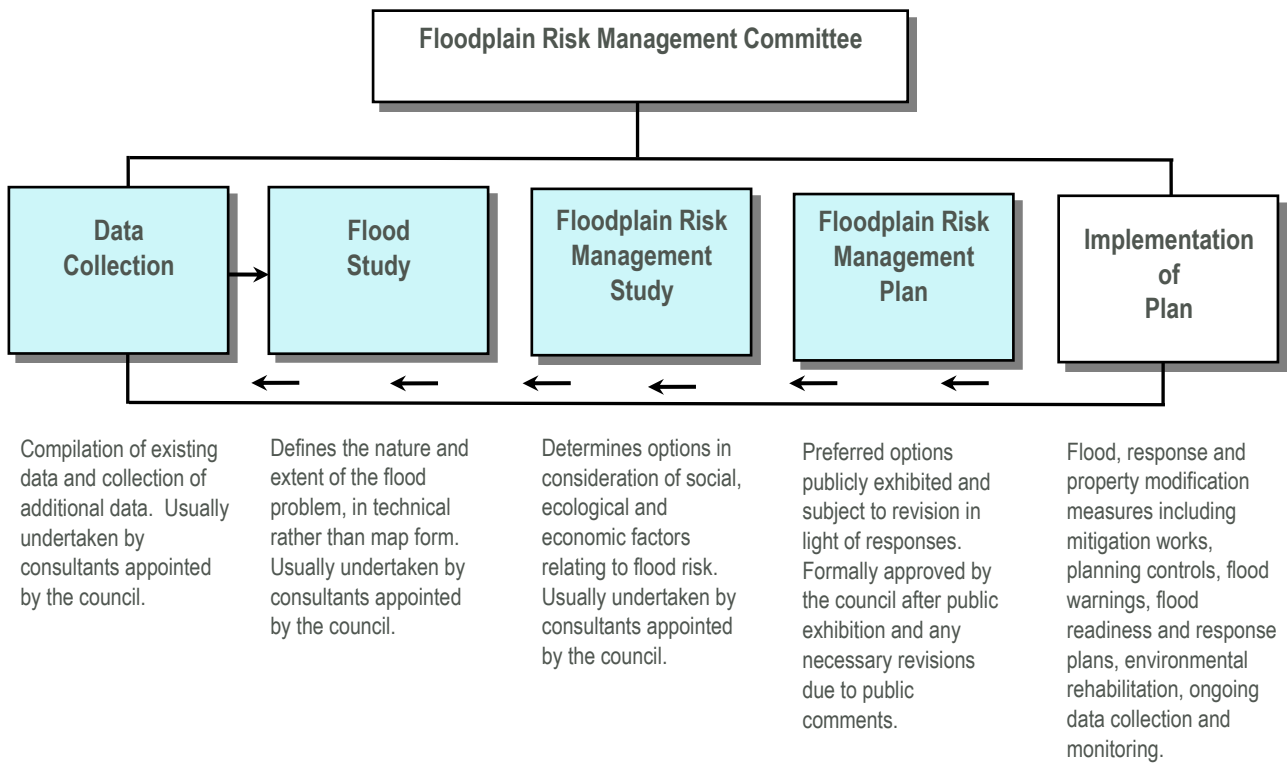 Floodplain Risk Management Committee
Data
Collection
Flood
Study
Floodplain Risk
Management
Study
Floodplain Risk
Management
Plan
Implementation
of
Plan
Compilation of existing
data and collection of
additional data.  Usually
undertaken by
consultants appointed
by the council.
Defines the nature and
extent of the flood
problem, in technical
rather than map form.
Usually undertaken by
consultants appointed
by the council.
Determines options in
consideration of social,
ecological and
economic factors
relating to flood risk.
Usually undertaken by
consultants appointed
by the council.
Preferred options
publicly exhibited and
subject to revision in
light of responses.
Formally approved by
the council after public
exhibition and any
necessary revisions
due to public
comments.
Flood, response and
property modification
measures including
mitigation works,
planning controls, flood
warnings, flood
readiness and response
plans, environmental
rehabilitation, ongoing
data collection and
monitoring.